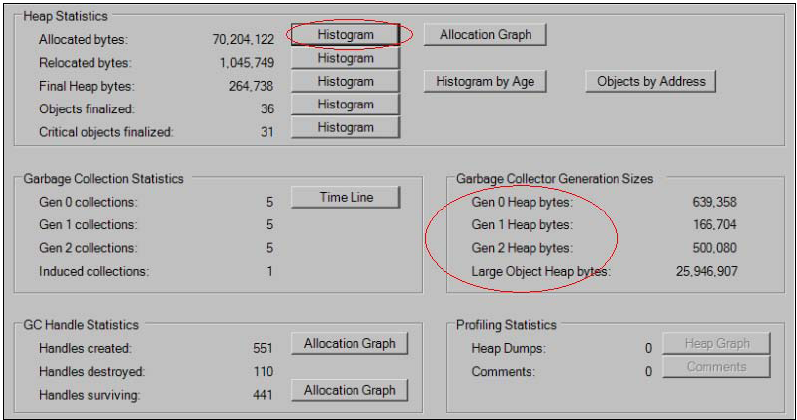 Heap Statistics
Allocated bytes: 70,204,122 Histogram Allocation Graph
Relocated bytes: 1,045,749 Histogram
Final Heap bytes: 264,738 Histogram Histogram by Age Objects by Address
Objects finalized: 36 Histogram
Critical objects finalized: 31 Histogram
Garbage Collection Statistics
Gen 0 collections: 5 Time Line
Gen 1 collections: 5
Gen 2 collections: 5
Induced collections: 1
Garbage Collector Generation Sizes
Gen 0 Heap bytes: 639,358
Gen 1 Heap bytes: 166,704
Gen 2 Heap bytes: 500,080
Large Object Heap bytes: 25,946,907
GC Handle Statistics
Handles created: 551 Allocation Graph
Handles destroyed: 110
Handles surviving: 441 Allocation Graph
Profiling Statistics
Heap Dumps: 0 Heap Graph
Comments: 0 Comments